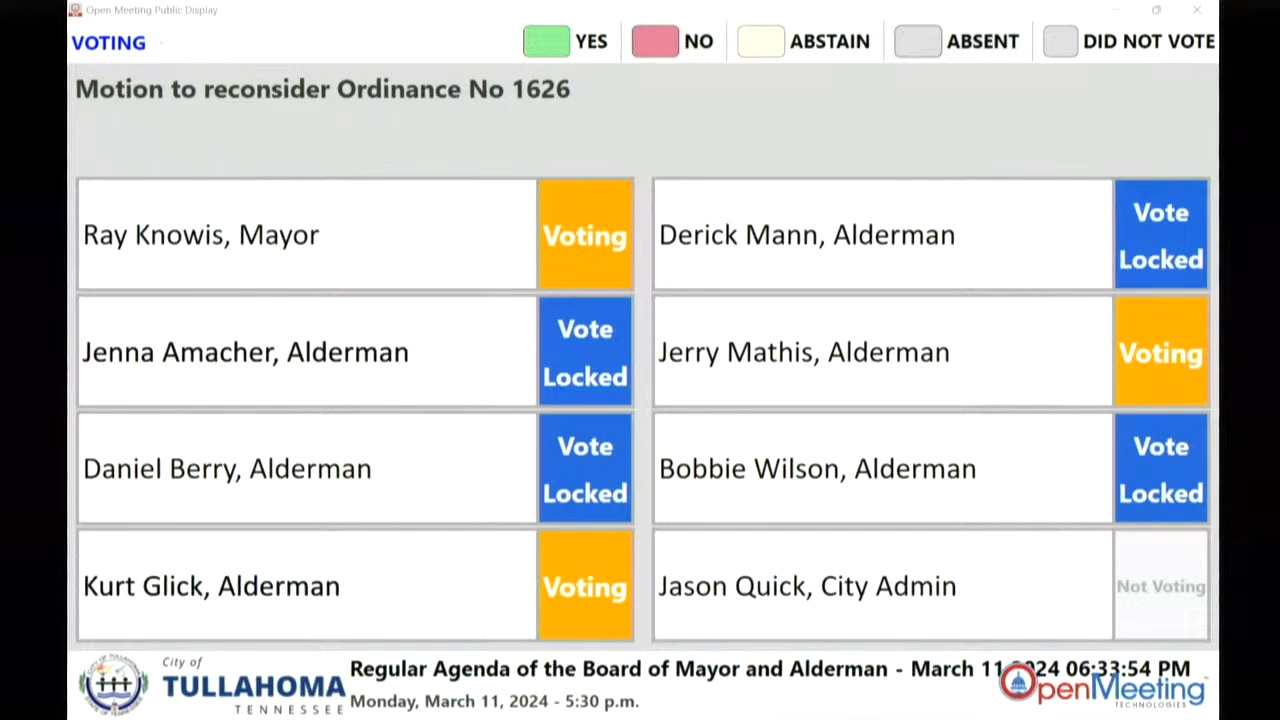 Open Meeting Public Display
VOTING
YES
NO
ABSTAIN
ABSENT
DID NOT VOTE
Motion to reconsider Ordinance No 1626
Ray Knowis, Mayor
Voting
Derick Mann, Alderman
Vote
Locked
Jenna Amacher, Alderman
Vote
Locked
Jerry Mathis, Alderman
Voting
Daniel Berry, Alderman
Vote
Locked
Bobbie Wilson, Alderman
Vote
Locked
Kurt Glick, Alderman
Voting
Jason Quick, City Admin
Not Voting
City of
TULLAHOMA
TENNESSEE
Regular Agenda of the Board of Mayor and Alderman - March 11 2024 06:33:54 PM
Monday, March 11, 2024 - 5:30 p.m.
OpenMeeting
TECHNOLOGIES